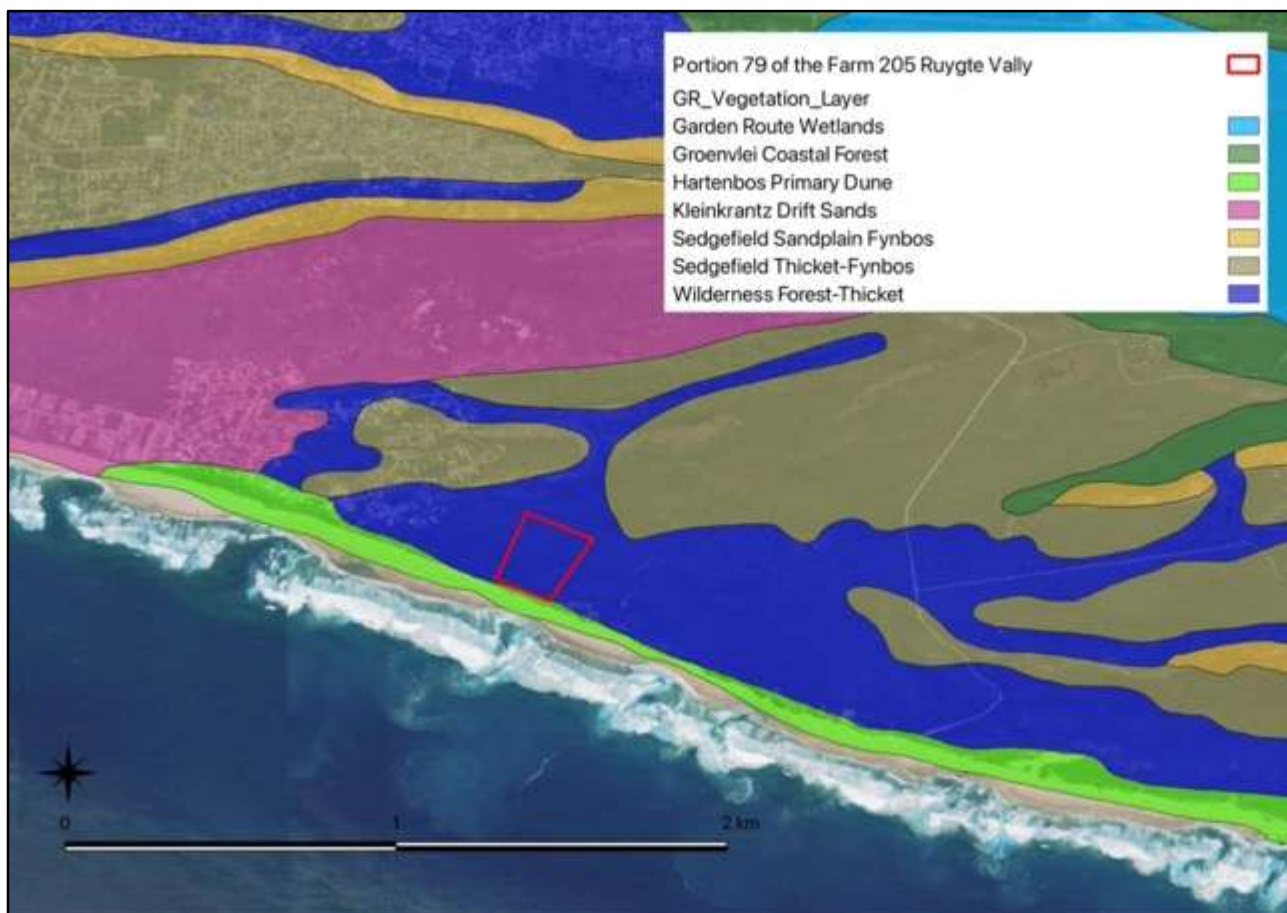 Portion 79 of the Farm 205 Ruygte Vally
GR_Vegetation_Layer
Garden Route Wetlands
Groenvlei Coastal Forest
Hartenbos Primary Dune
Kleinkrantz Drift Sands
Sedgefield Sandplain Fynbos
Sedgefield Thicket-Fynbos
Wilderness Forest-Thicket
0 1 2 km